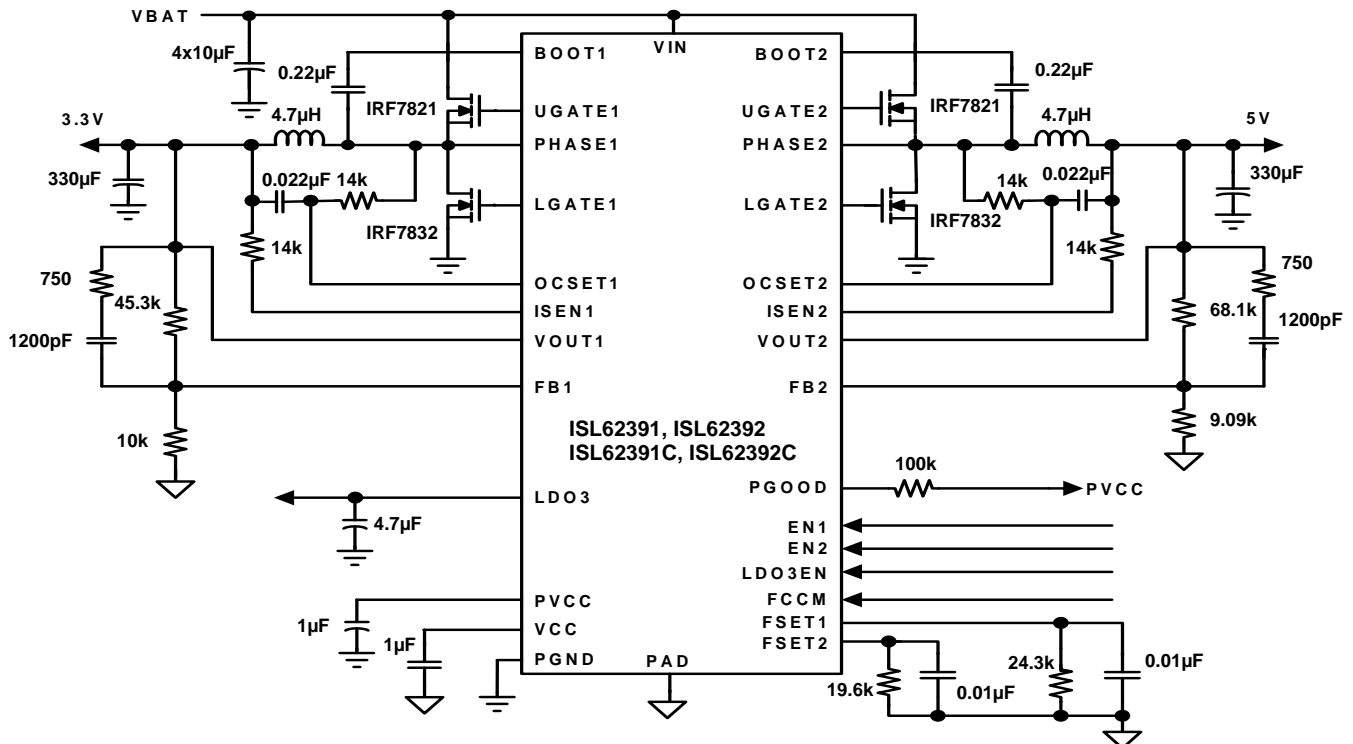 VBAT
4x10µF
0.22µF
IRF7821
4.7µH
3.3V
330µF
0.022µF
14k
IRF7832
14k
750
45.3k
1200pF
10k
4.7µF
1µF
1µF
VIN
BOOT1
UGATE1
PHASE1
LGATE1
OCSET1
ISEN1
VOUT1
FB1
LDO3
PVCC
VCC
PGND
PAD
ISL62391, ISL62392
ISL62391C, ISL62392C
BOOT2
UGATE2
PHASE2
LGATE2
OCSET2
ISEN2
VOUT2
FB2
PGOOD
EN1
EN2
LDO3EN
FCCM
FSET1
FSET2
0.22µF
IRF7821
4.7µH
5V
330µF
14k
0.022µF
IRF7832
14k
750
68.1k
1200pF
9.09k
100k
PVCC
19.6k
0.01µF
24.3k
0.01µF